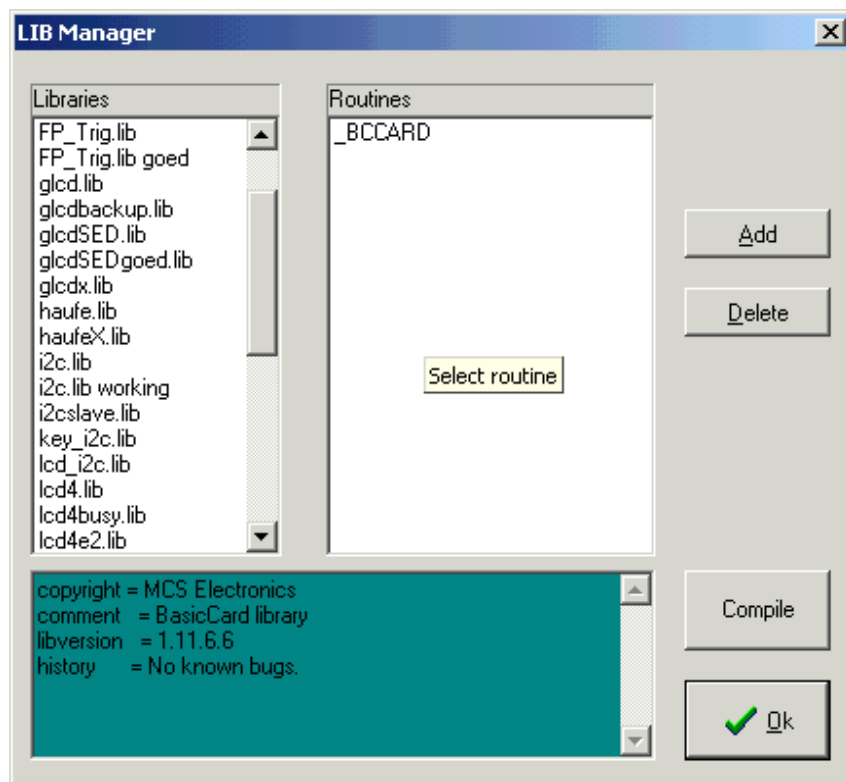 LIB Manager
Libraries
FP_Trig.lib
FP_Trig.lib goed
glcd.lib
glcdbackup.lib
glcdSED.lib
glcdSEDgoed.lib
glcdx.lib
haufe.lib
haufeX.lib
i2c.lib
i2c.lib working
i2cslave.lib
key_i2c.lib
lcd_i2c.lib
lcd4.lib
lcd4busy.lib
lcd4e2.lib
Routines
_BCCARD
Select routine
Add
Delete
copyright = MCS Electronics
comment = BasicCard library
libversion = 1.11.6.6
history = No known bugs.
Compile
Ok